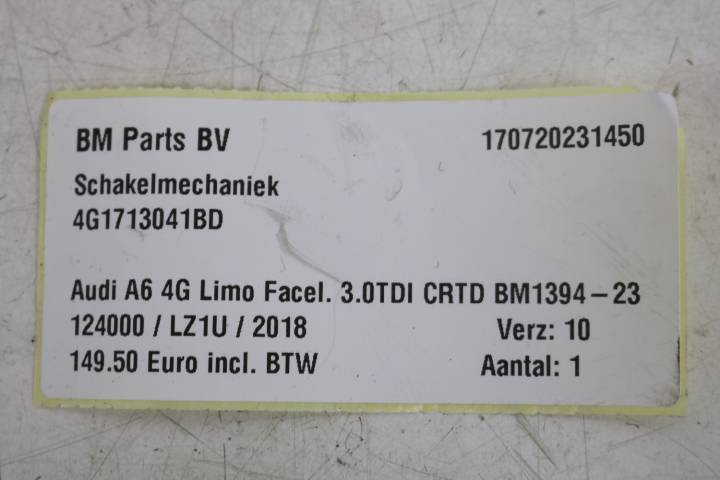 BM Parts BV 170720231450
Schakelmechaniek
4G1713041BD
Audi A6 4G Limo Facel. 3.0TDI CRTD BM1394-23
124000 / LZ1U / 2018 Verz: 10
149.50 Euro incl. BTW Aantal: 1